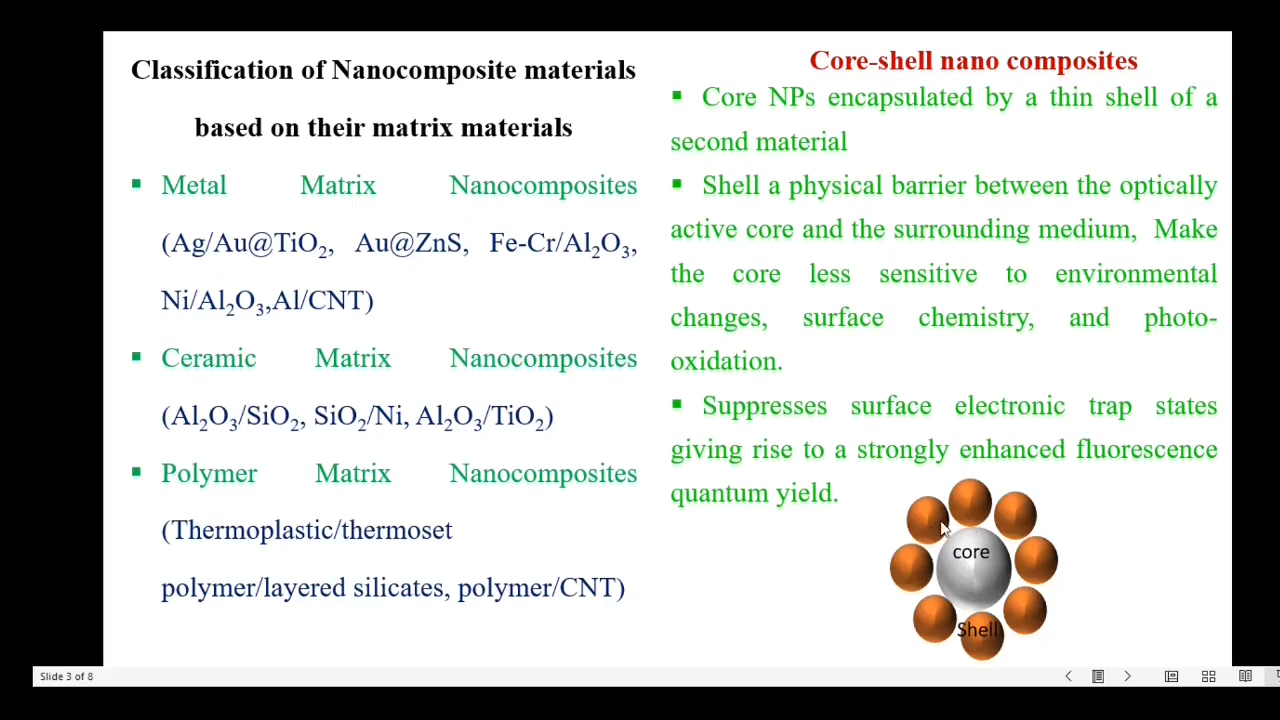 Classification of Nanocomposite materials
based on their matrix materials
▪ Metal Matrix Nanocomposites
(Ag/Au@TiO₂, Au@ZnS, Fe-Cr/Al₂O₃,
Ni/Al₂O₃,Al/CNT)
▪ Ceramic Matrix Nanocomposites
(Al₂O₃/SiO₂, SiO₂/Ni, Al₂O₃/TiO₂)
▪ Polymer Matrix Nanocomposites
(Thermoplastic/thermoset
polymer/layered silicates, polymer/CNT)
Core-shell nano composites
▪ Core NPs encapsulated by a thin shell of a
second material
▪ Shell a physical barrier between the optically
active core and the surrounding medium, Make
the core less sensitive to environmental
changes, surface chemistry, and photo-
oxidation.
▪ Suppresses surface electronic trap states
giving rise to a strongly enhanced fluorescence
quantum yield.
core
Shell
Slide 3 of 8